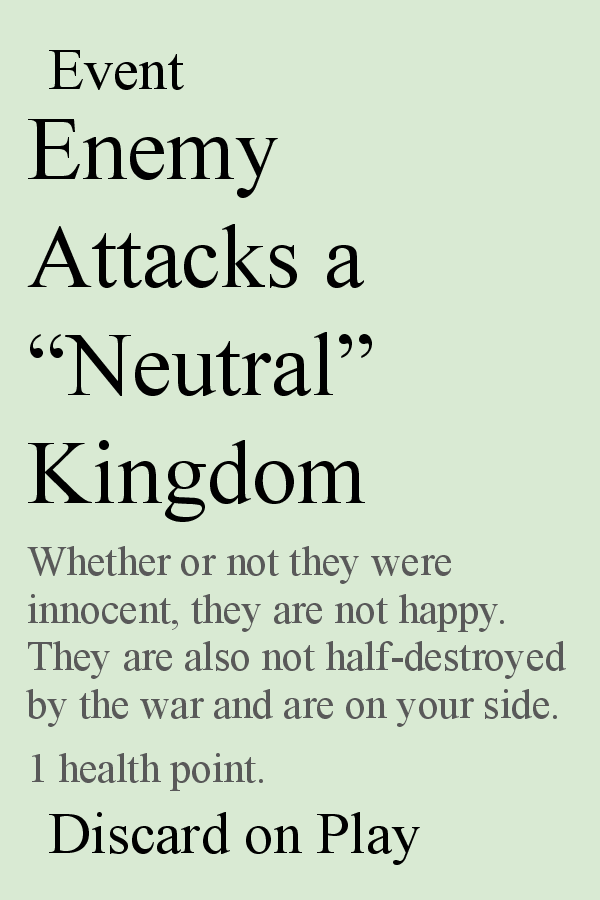 Event
Enemy
Attacks a
“Neutral”
Kingdom
Whether or not they were
innocent, they are not happy.
They are also not half-destroyed
by the war and are on your side.
1 health point.
Discard on Play